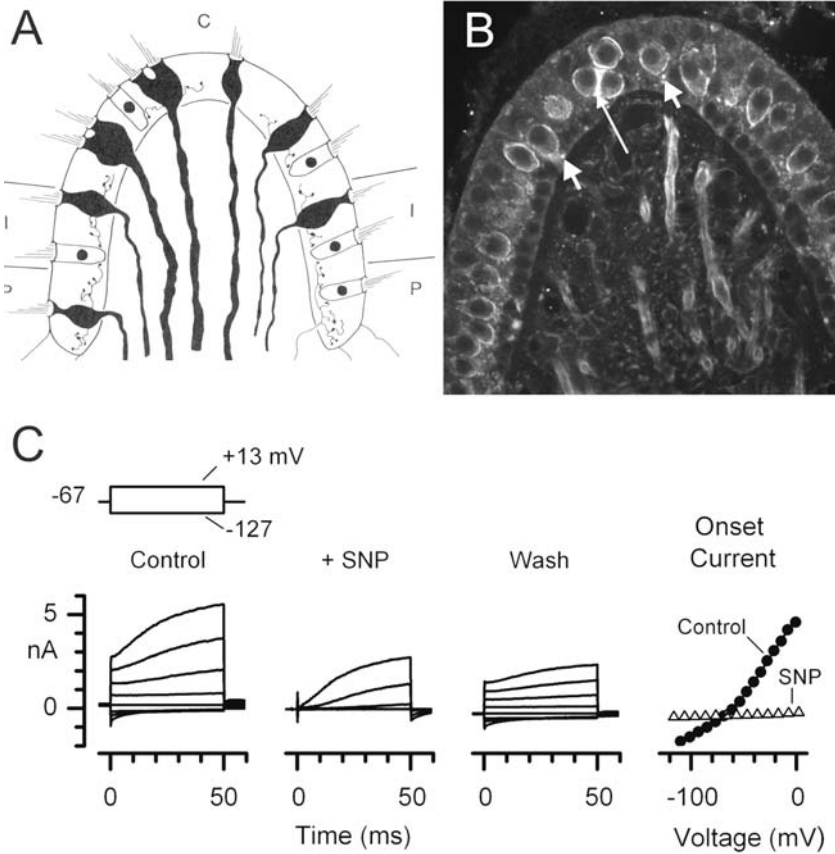 A
C
I
P
I
P
B
C
+13 mV
-67
-127
Control
+ SNP
Wash
Onset
Current
5
nA
0
Control
SNP
0
50
0
50
0
50
-100
0
Time (ms)
Voltage (mV)